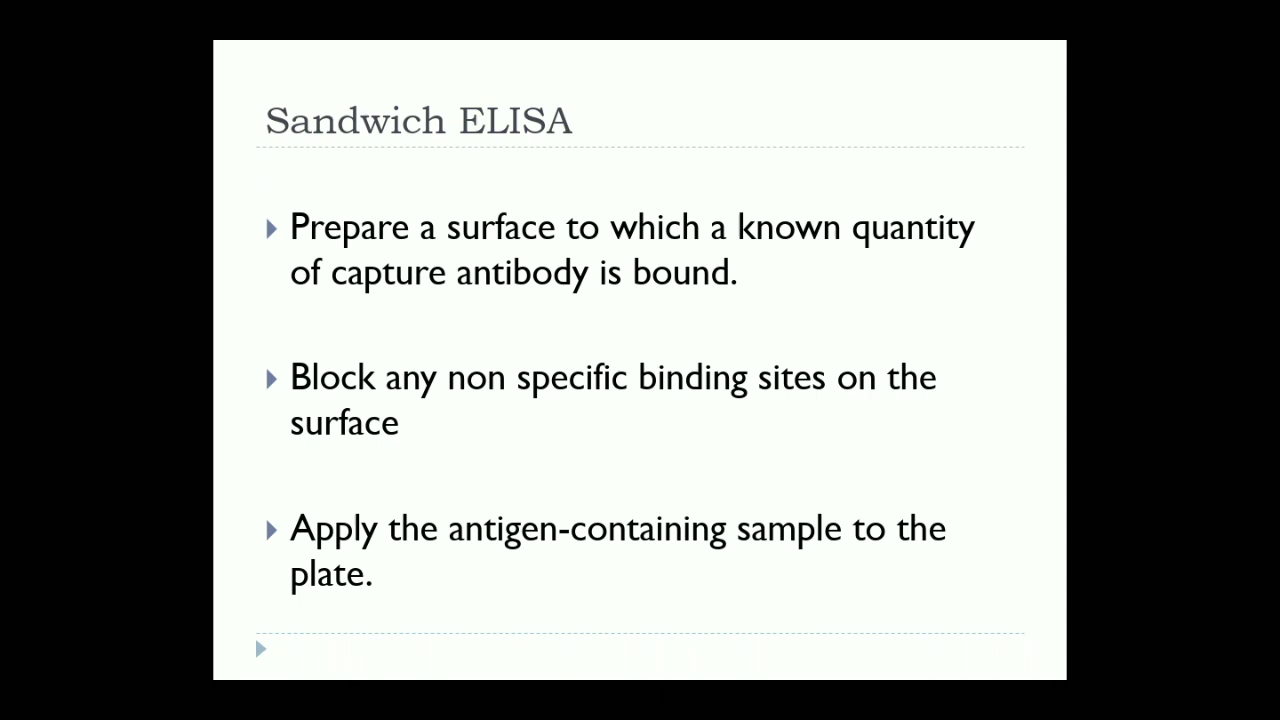 Sandwich ELISA
Prepare a surface to which a known quantity
of capture antibody is bound.
Block any non specific binding sites on the
surface
Apply the antigen-containing sample to the
plate.